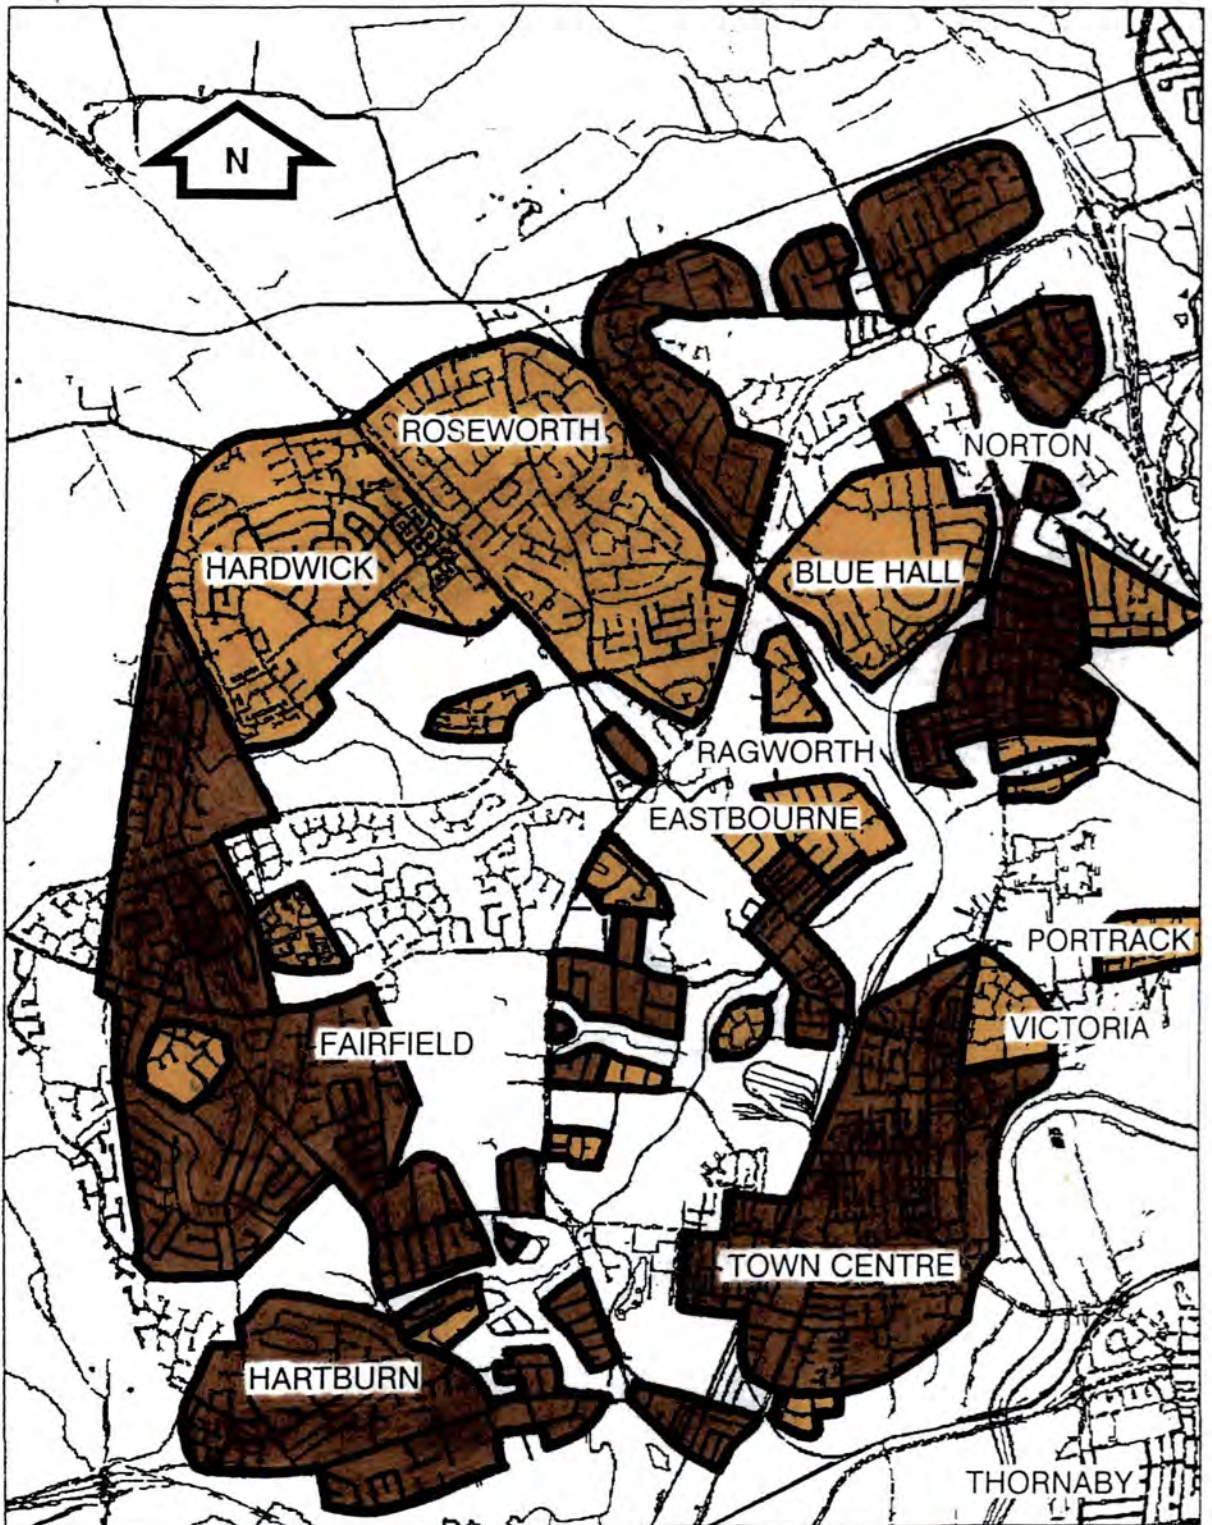 N
ROSEWORTH
NORTON
HARDWICK
BLUE HALL
RAGWORTH
EASTBOURNE
PORTRACK
VICTORIA
FAIRFIELD
TOWN CENTRE
HARTBURN
THORNABY